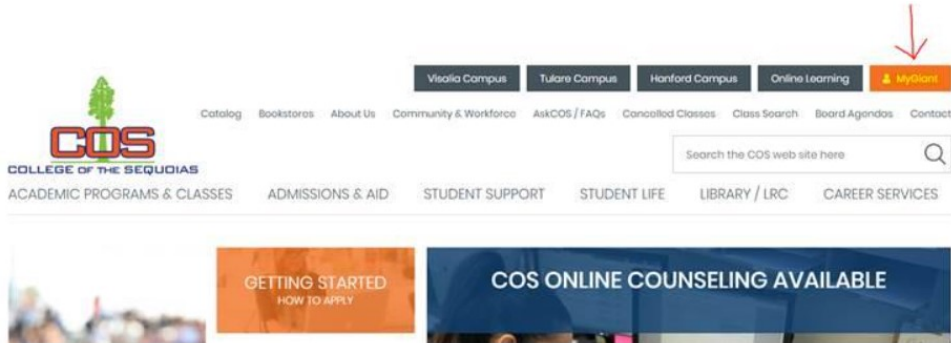 Visalia Campus Tulare Campus Hanford Campus Online Learning MyGiant
Catalog Bookstores About Us Community & Workforce AskCOS / FAQs Cancelled Classes Class Search Board Agendas Contact
COS
COLLEGE OF THE SEQUOIAS
Search the COS web site here
ACADEMIC PROGRAMS & CLASSES ADMISSIONS & AID STUDENT SUPPORT STUDENT LIFE LIBRARY / LRC CAREER SERVICES
GETTING STARTED
HOW TO APPLY
COS ONLINE COUNSELING AVAILABLE